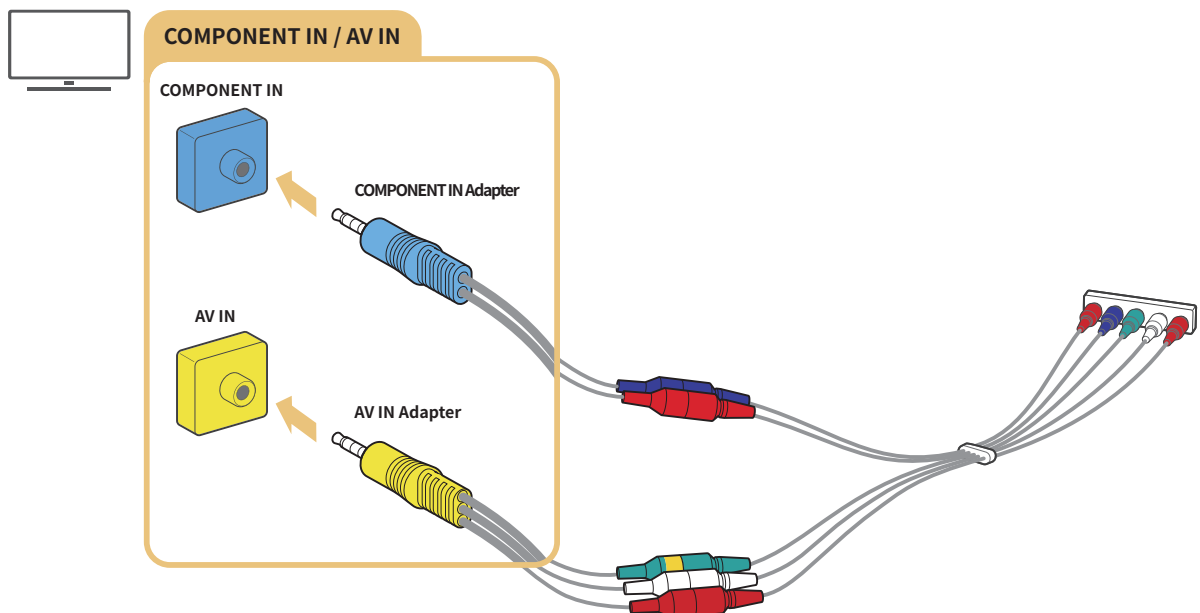 COMPONENT IN / AV IN
COMPONENT IN
COMPONENT IN Adapter
AV IN
AV IN Adapter